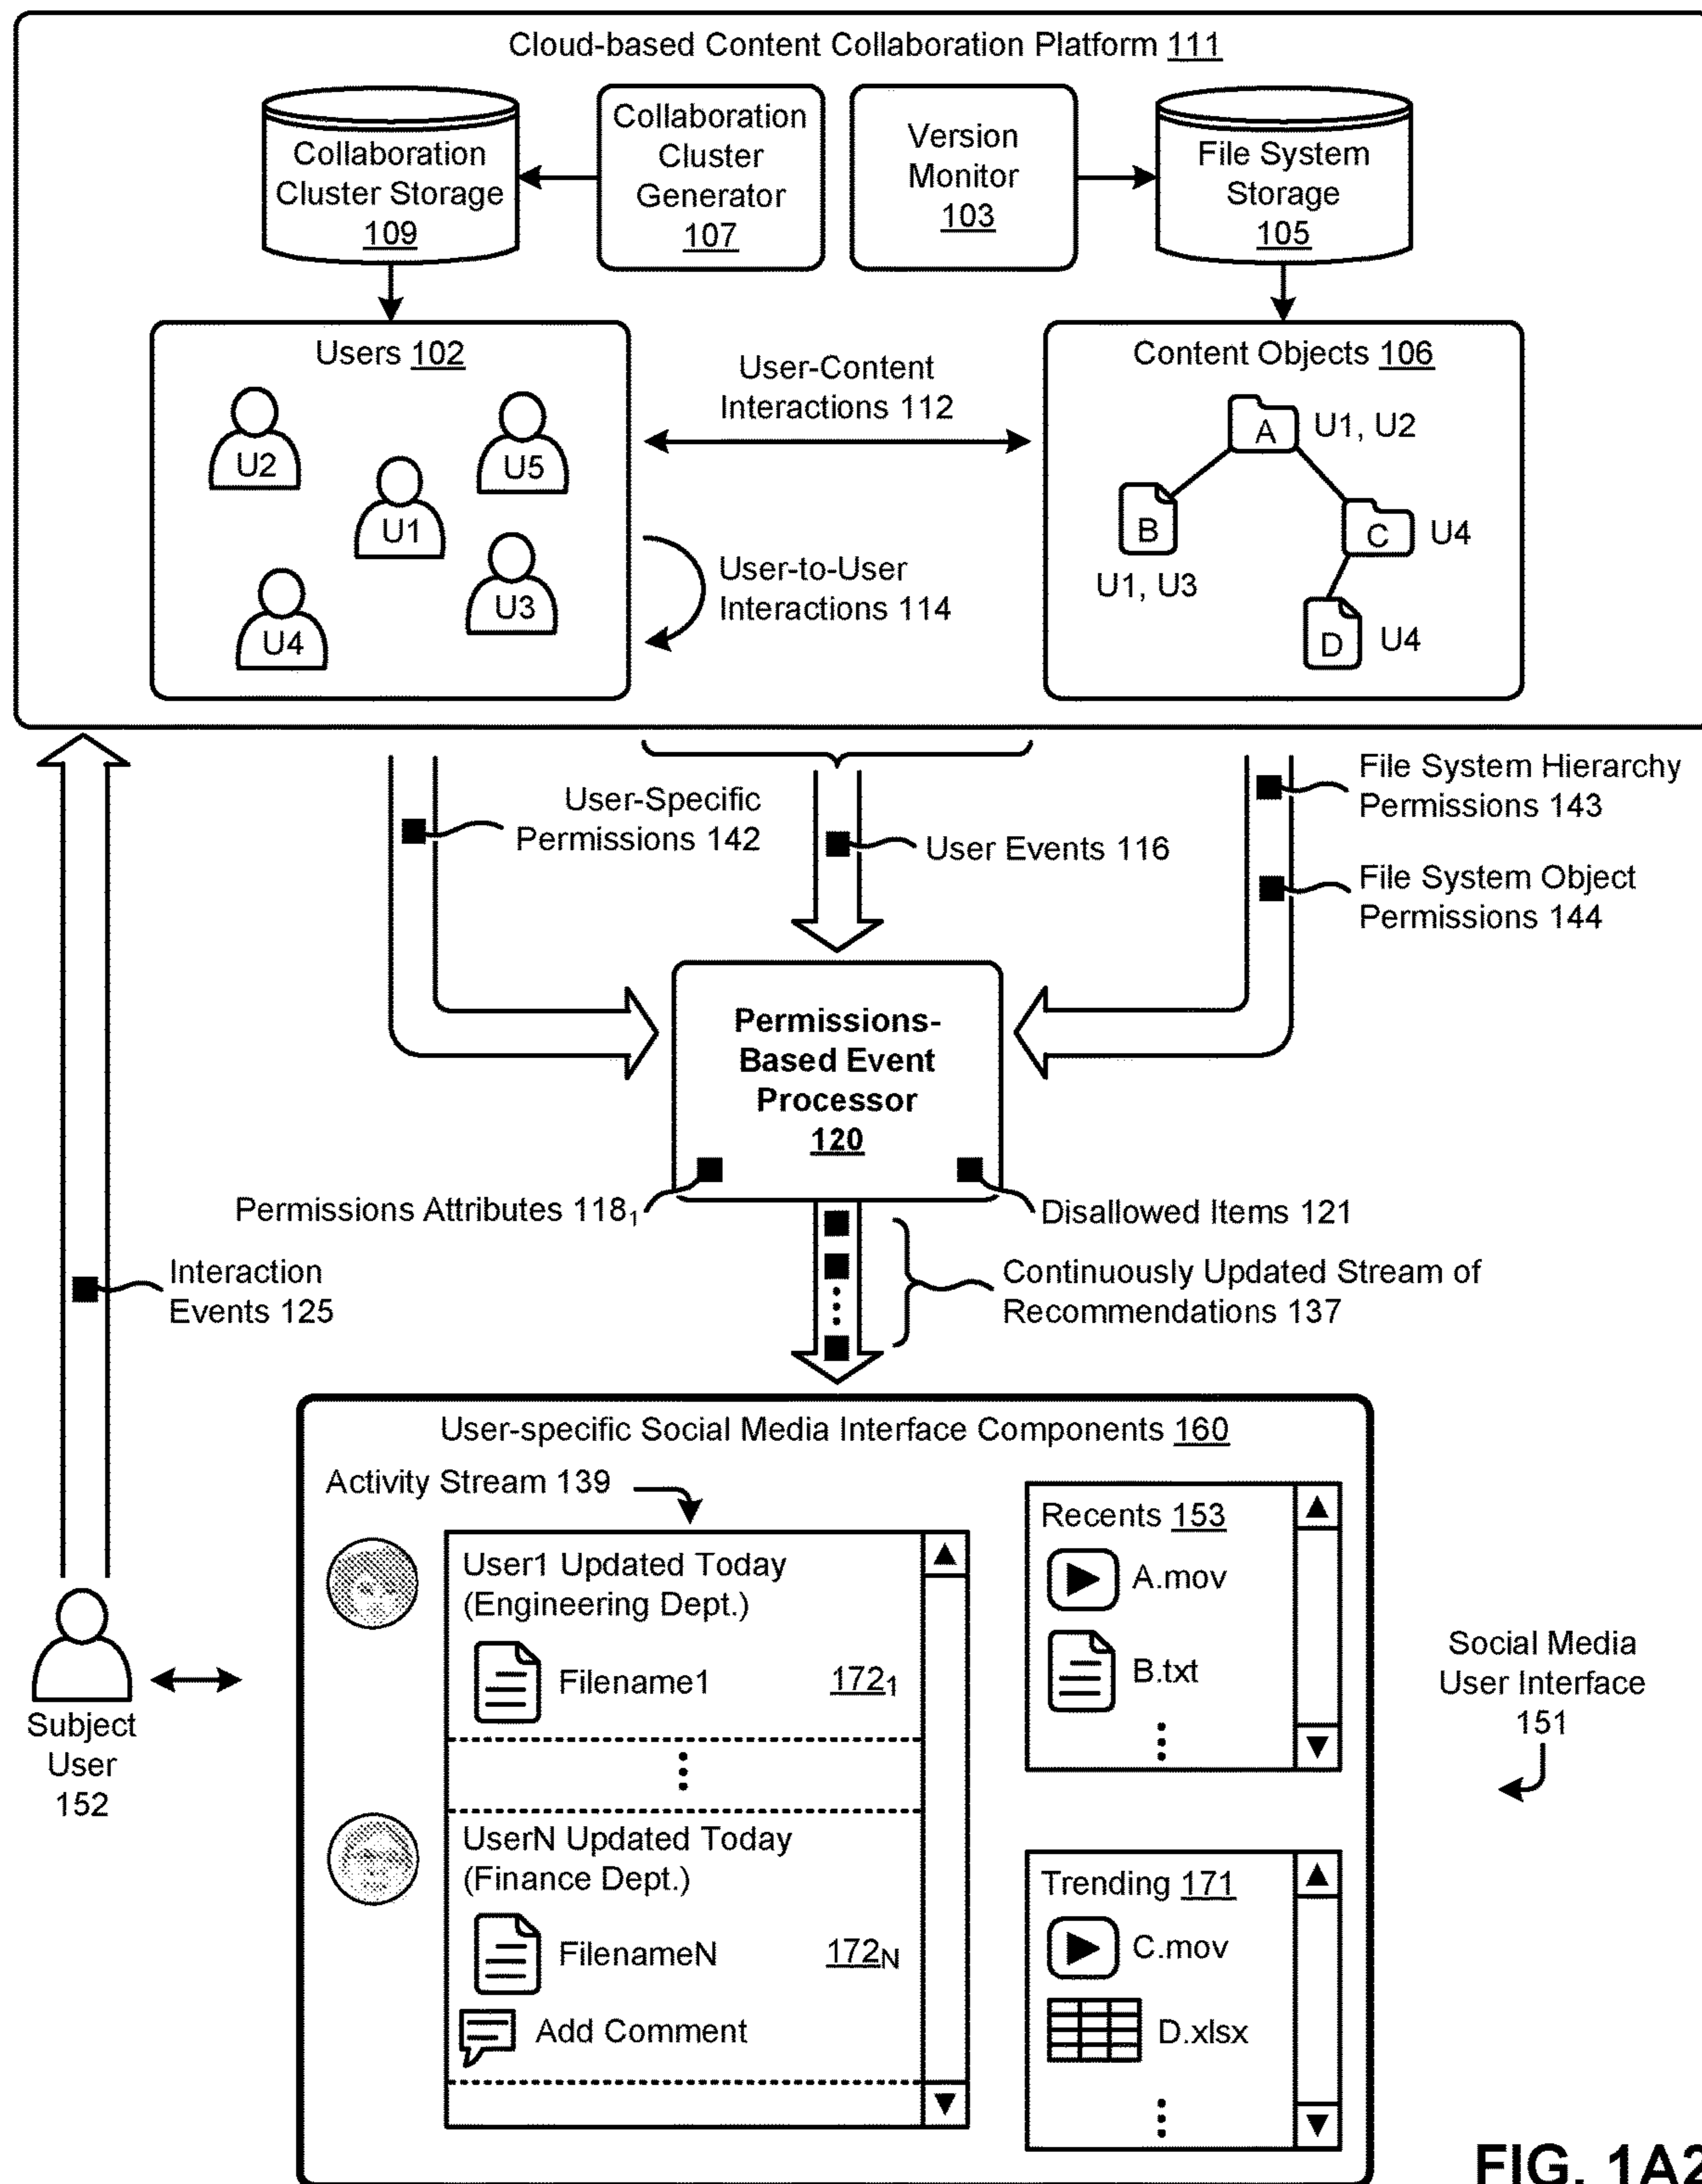 Cloud-based Content Collaboration Platform 111
Collaboration
Cluster Storage
109
Collaboration
Cluster
Generator
107
Version
Monitor
103
File System
Storage
105
Users 102
U2
U5
U1
U3
U4
User-Content
Interactions 112
User-to-User
Interactions 114
Content Objects 106
A
U1, U2
B
U1, U3
C
U4
D
U4
User-Specific
Permissions 142
User Events 116
File System Hierarchy
Permissions 143
File System Object
Permissions 144
Permissions-
Based Event
Processor
120
Permissions Attributes 118₁
Disallowed Items 121
Interaction
Events 125
Continuously Updated Stream of
Recommendations 137
User-specific Social Media Interface Components 160
Activity Stream 139
User1 Updated Today
(Engineering Dept.)
Filename1 172₁
UserN Updated Today
(Finance Dept.)
FilenameN 172N
Add Comment
Recents 153
A.mov
B.txt
Trending 171
C.mov
D.xlsx
Subject
User
152
Social Media
User Interface
151
FIG. 1A2